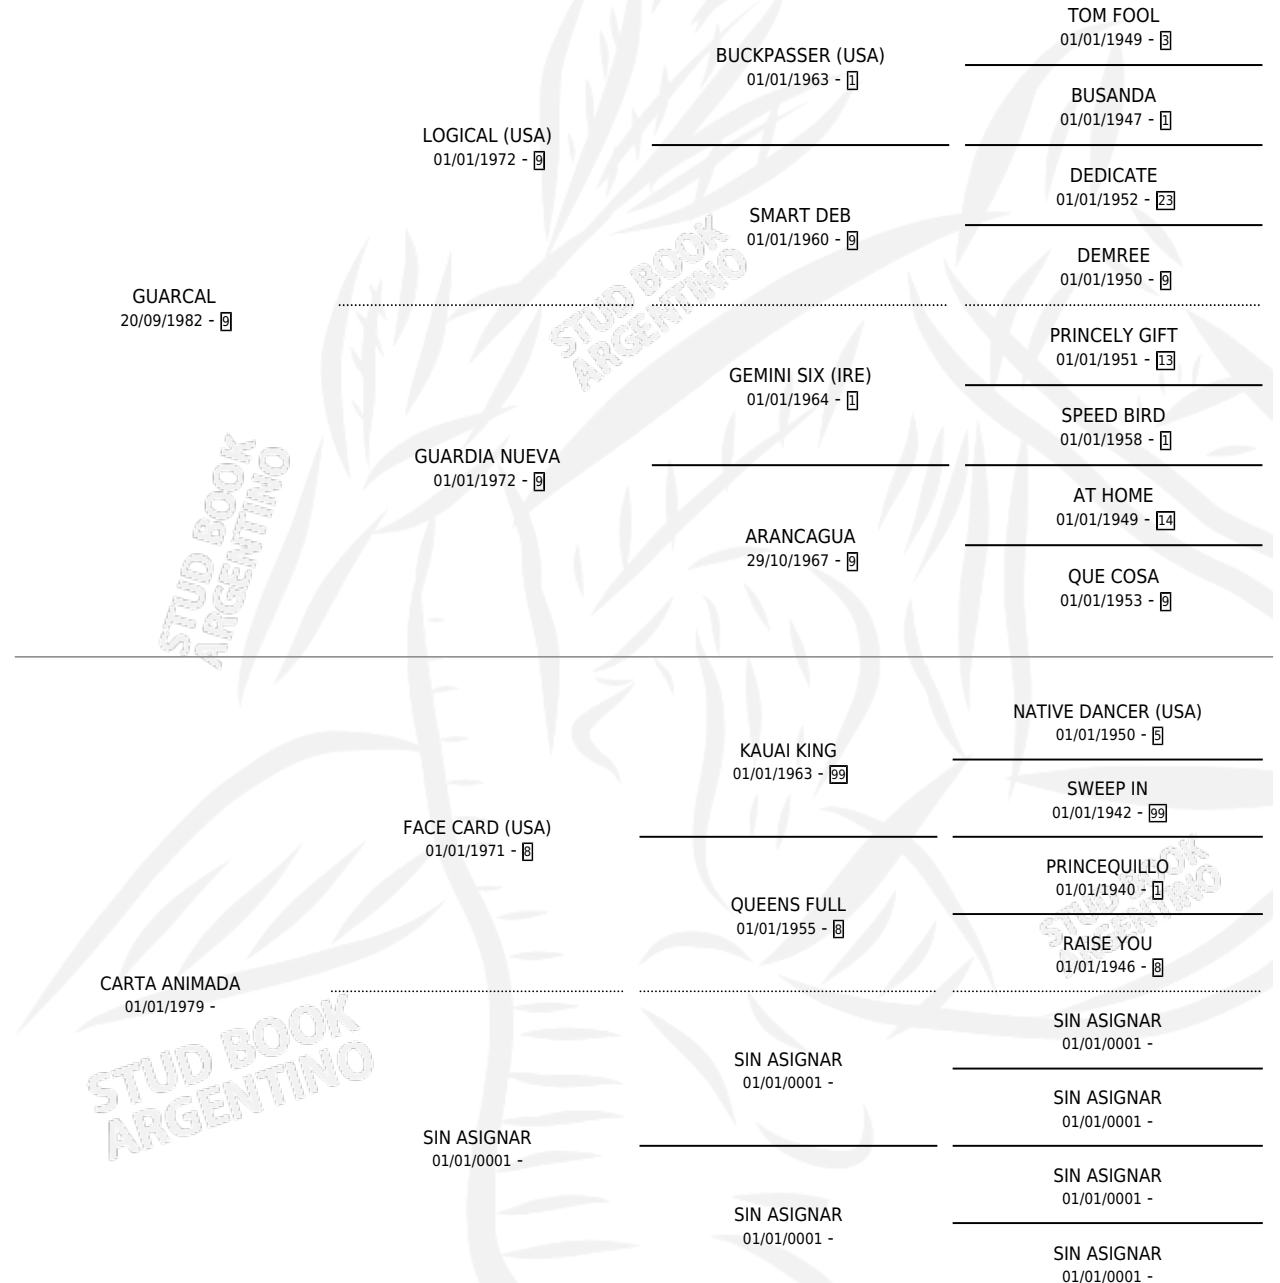 TOM FOOL
01/01/1949 - 3
BUCKPASSER (USA)
01/01/1963 - 1
BUSANDA
01/01/1947 - 1
LOGICAL (USA)
01/01/1972 - 9
DEDICATE
01/01/1952 - 23
SMART DEB
01/01/1960 - 9
DEMREE
01/01/1950 - 9
GUARCAL
20/09/1982 - 9
PRINCELY GIFT
01/01/1951 - 13
GEMINI SIX (IRE)
01/01/1964 - 1
SPEED BIRD
01/01/1958 - 1
GUARDIA NUEVA
01/01/1972 - 9
AT HOME
01/01/1949 - 14
ARANCAGUA
29/10/1967 - 9
QUE COSA
01/01/1953 - 9
NATIVE DANCER (USA)
01/01/1950 - 5
KAUAI KING
01/01/1963 - 99
SWEEP IN
01/01/1942 - 99
FACE CARD (USA)
01/01/1971 - 8
PRINCEQUILLO
01/01/1940 - 1
QUEENS FULL
01/01/1955 - 8
RAISE YOU
01/01/1946 - 8
CARTA ANIMADA
01/01/1979 -
SIN ASIGNAR
01/01/0001 -
SIN ASIGNAR
01/01/0001 -
SIN ASIGNAR
01/01/0001 -
SIN ASIGNAR
01/01/0001 -
SIN ASIGNAR
01/01/0001 -
SIN ASIGNAR
01/01/0001 -
SIN ASIGNAR
01/01/0001 -
STUD BOOK
ARGENTINO
STUD BOOK
ARGENTINO
STUD BOOK
ARGENTINO
STUD BOOK
ARGENTINO